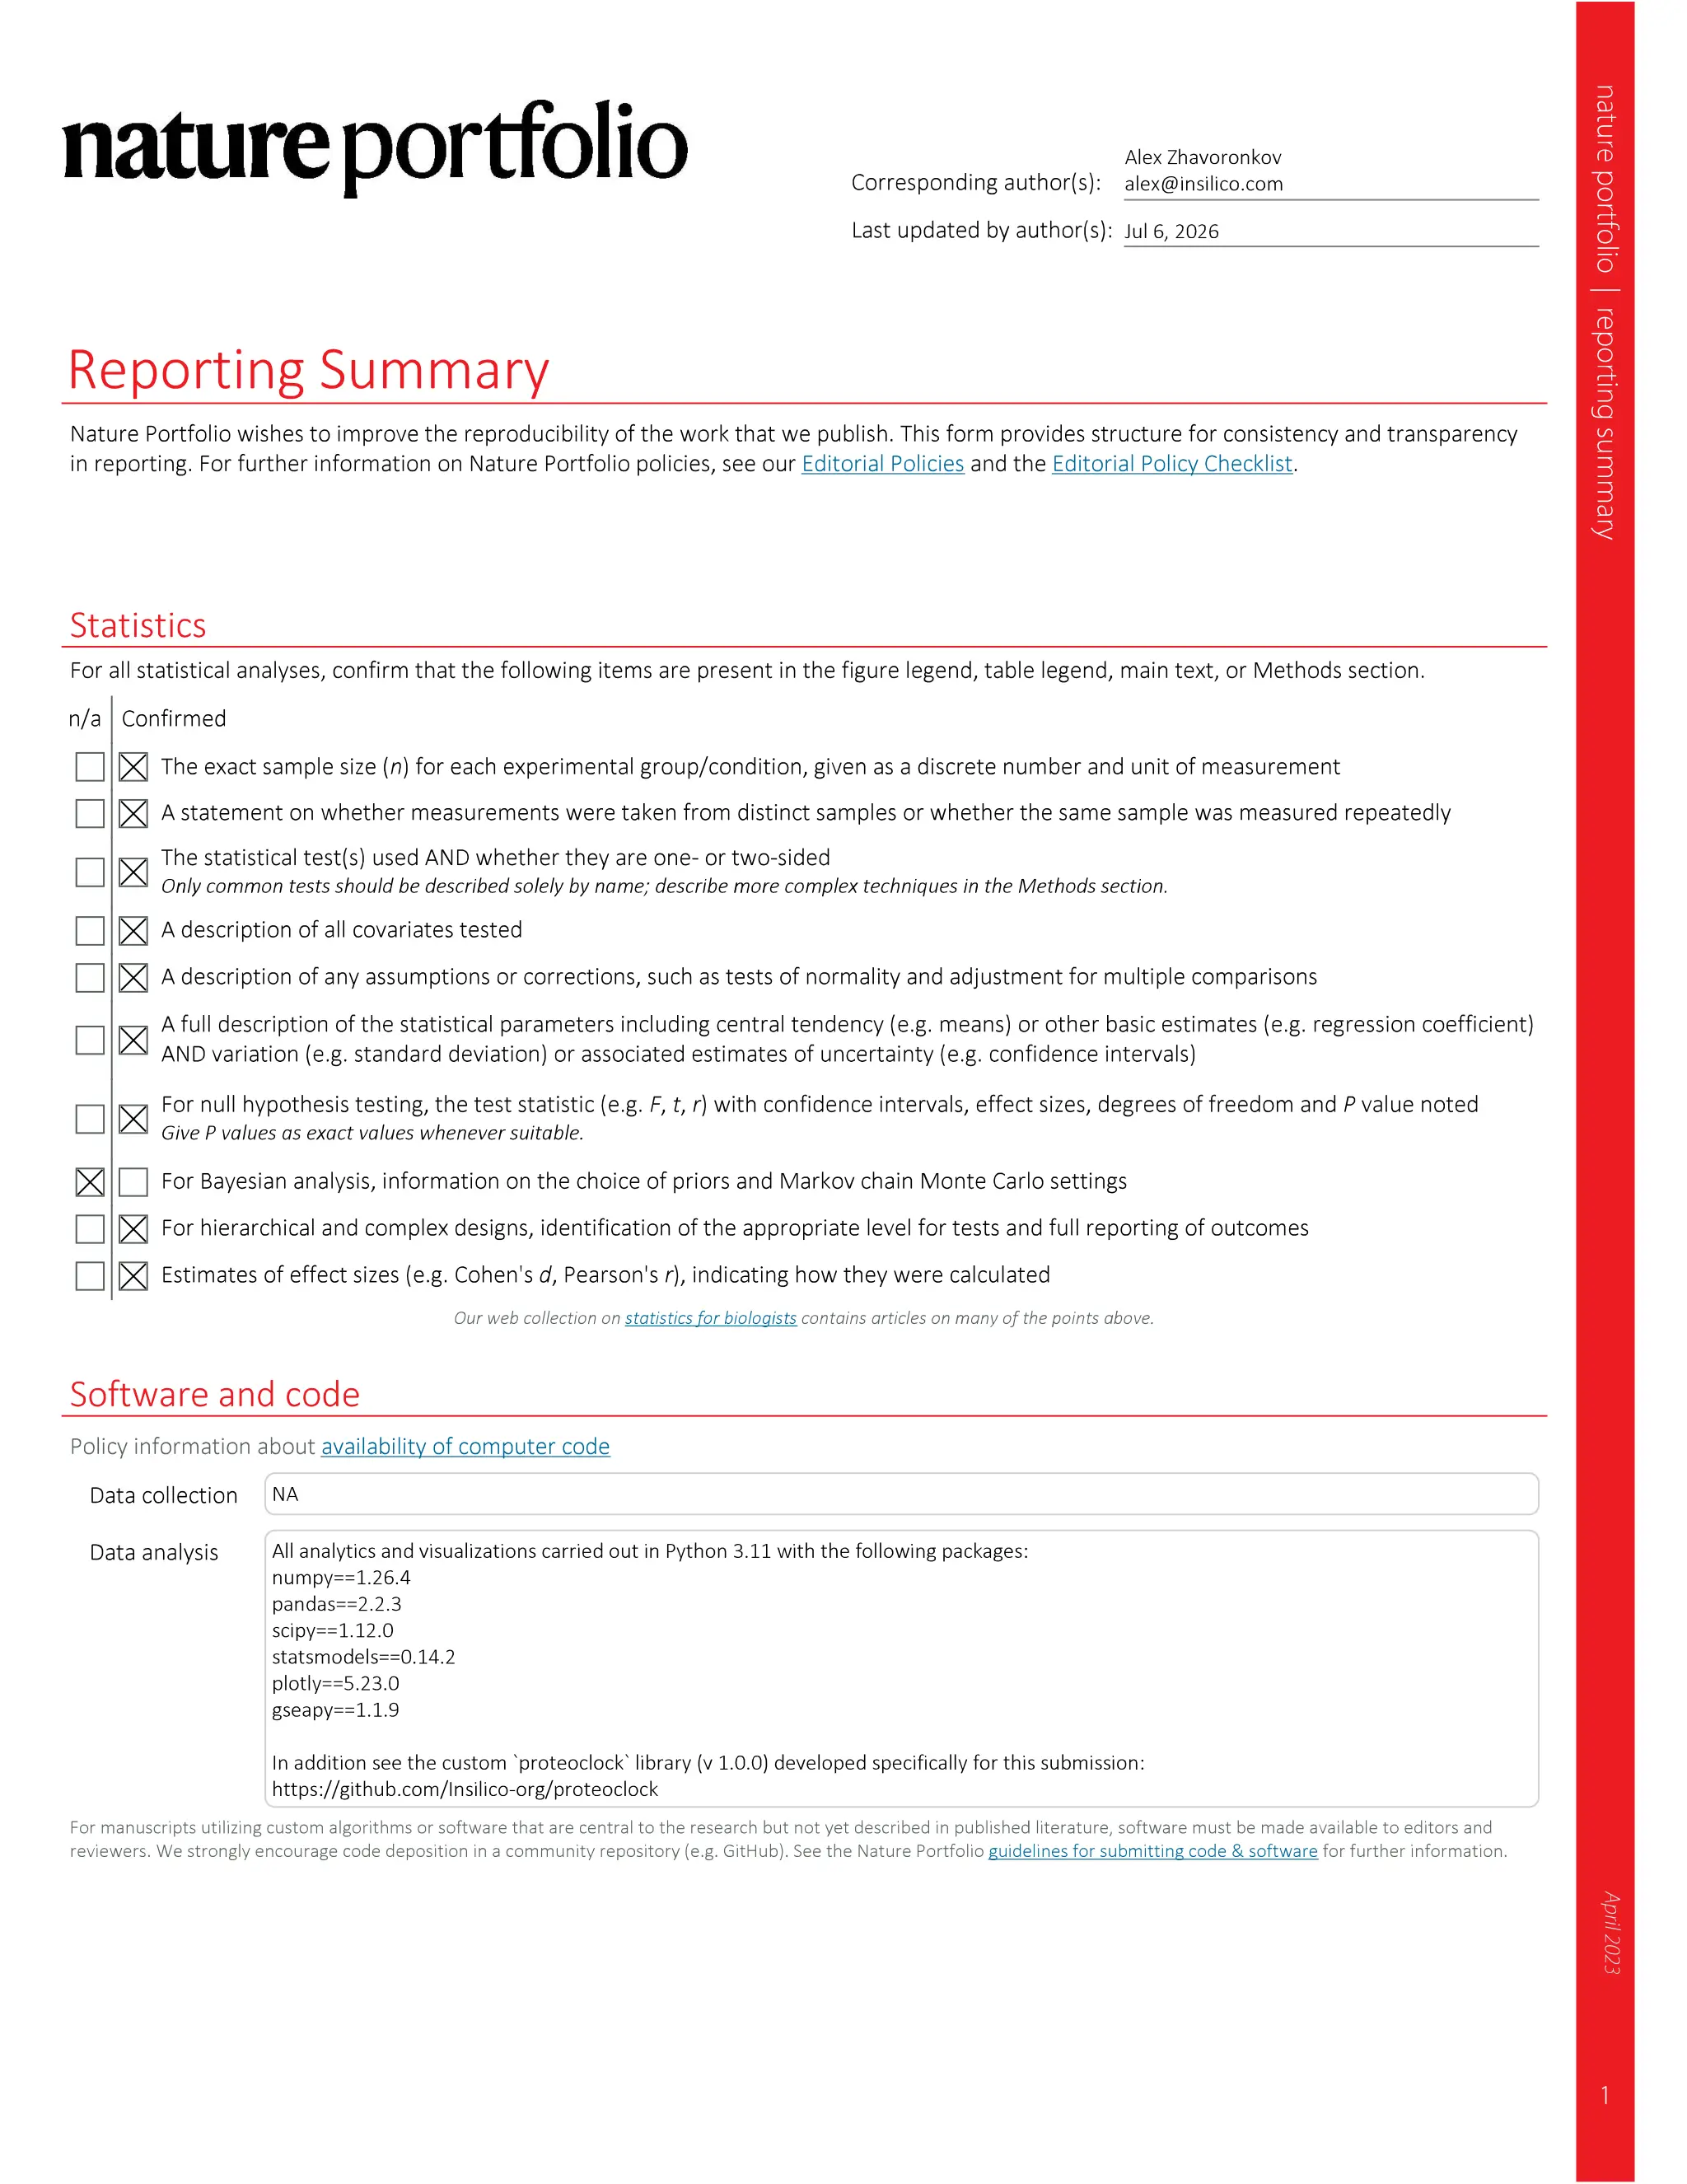 nature portfolio
Corresponding author(s):
Alex Zhavoronkov
alex@insilico.com
Last updated by author(s): Jul 6, 2026
Reporting Summary
Nature Portfolio wishes to improve the reproducibility of the work that we publish. This form provides structure for consistency and transparency
in reporting. For further information on Nature Portfolio policies, see our Editorial Policies and the Editorial Policy Checklist.
Statistics
For all statistical analyses, confirm that the following items are present in the figure legend, table legend, main text, or Methods section.
n/a Confirmed
The exact sample size (n) for each experimental group/condition, given as a discrete number and unit of measurement
A statement on whether measurements were taken from distinct samples or whether the same sample was measured repeatedly
The statistical test(s) used AND whether they are one- or two-sided
Only common tests should be described solely by name; describe more complex techniques in the Methods section.
A description of all covariates tested
A description of any assumptions or corrections, such as tests of normality and adjustment for multiple comparisons
A full description of the statistical parameters including central tendency (e.g. means) or other basic estimates (e.g. regression coefficient)
AND variation (e.g. standard deviation) or associated estimates of uncertainty (e.g. confidence intervals)
For null hypothesis testing, the test statistic (e.g. F, t, r) with confidence intervals, effect sizes, degrees of freedom and P value noted
Give P values as exact values whenever suitable.
For Bayesian analysis, information on the choice of priors and Markov chain Monte Carlo settings
For hierarchical and complex designs, identification of the appropriate level for tests and full reporting of outcomes
Estimates of effect sizes (e.g. Cohen's d, Pearson's r), indicating how they were calculated
Our web collection on statistics for biologists contains articles on many of the points above.
Software and code
Policy information about availability of computer code
Data collection
NA
Data analysis
All analytics and visualizations carried out in Python 3.11 with the following packages:
numpy==1.26.4
pandas==2.2.3
scipy==1.12.0
statsmodels==0.14.2
plotly==5.23.0
gseapy==1.1.9
In addition see the custom `proteoclock` library (v 1.0.0) developed specifically for this submission:
https://github.com/Insilico-org/proteoclock
For manuscripts utilizing custom algorithms or software that are central to the research but not yet described in published literature, software must be made available to editors and
reviewers. We strongly encourage code deposition in a community repository (e.g. GitHub). See the Nature Portfolio guidelines for submitting code & software for further information.
nature portfolio | reporting summary
April 2023
1